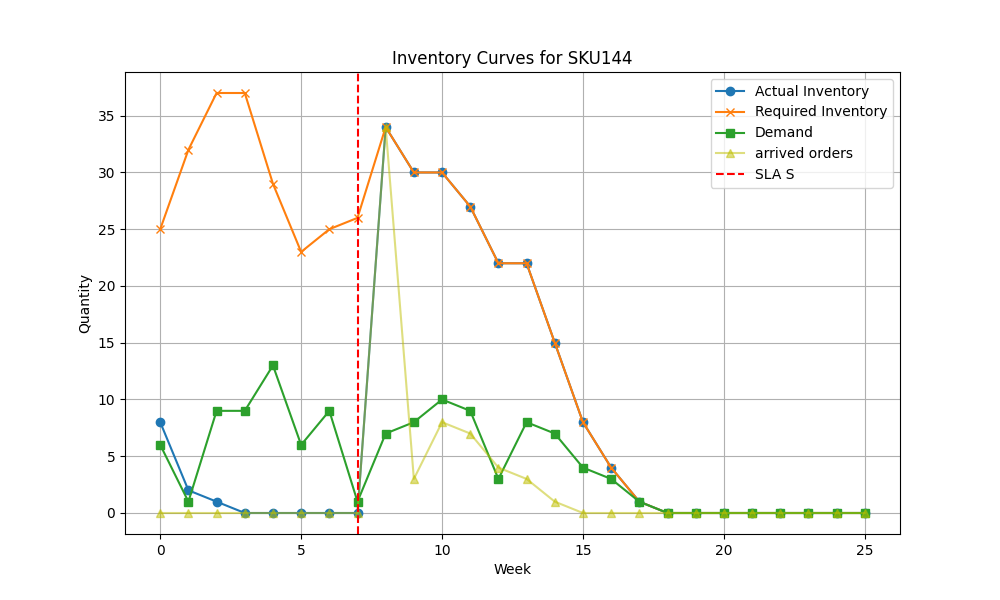 Inventory Curves for SKU144
Actual Inventory
Required Inventory
Demand
arrived orders
SLA S
Quantity
35
30
25
20
15
10
5
0
0 5 10 15 20 25
Week